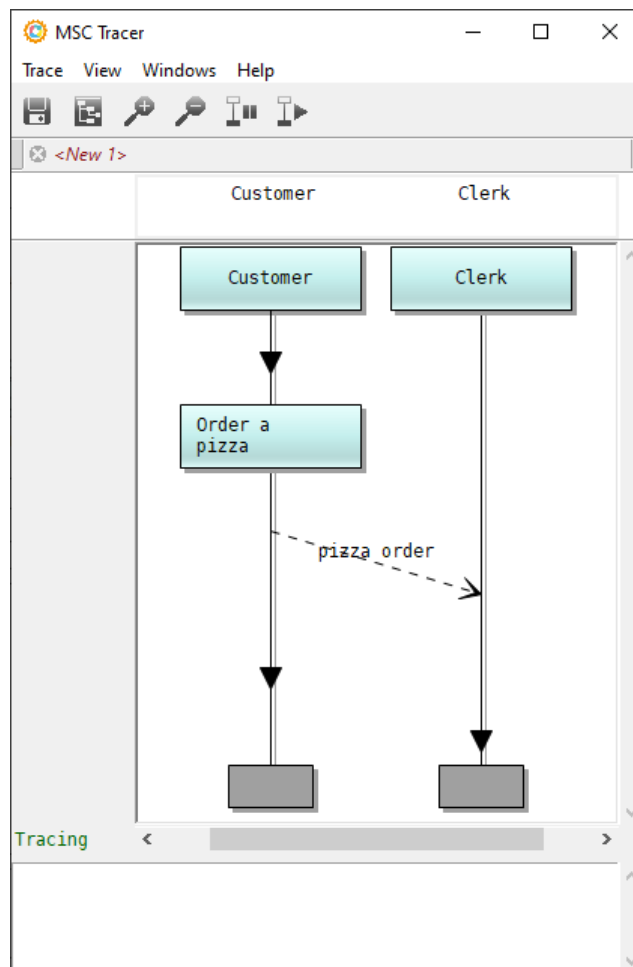 MSC Tracer
Trace View Windows Help
<New 1>
Customer Clerk
Customer Clerk
Order a
pizza
pizza order
Tracing